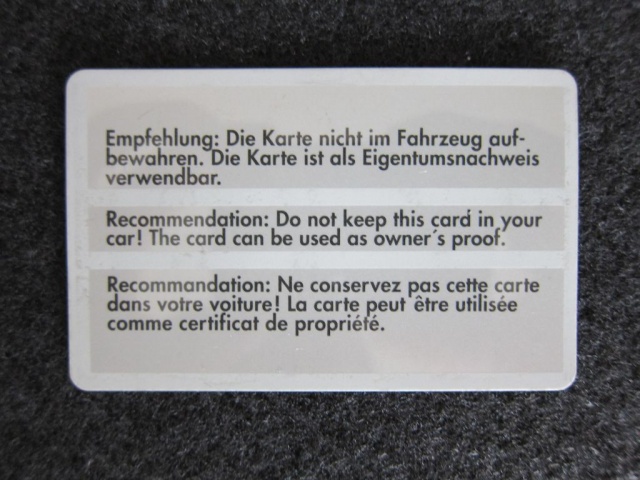 Empfehlung: Die Karte nicht im Fahrzeug auf-
bewahren. Die Karte ist als Eigentumsnachweis
verwendbar.
Recommendation: Do not keep this card in your
car! The card can be used as owner´s proof.
Recommandation: Ne conservez pas cette carte
dans votre voiture! La carte peut être utilisée
comme certificat de propriété.